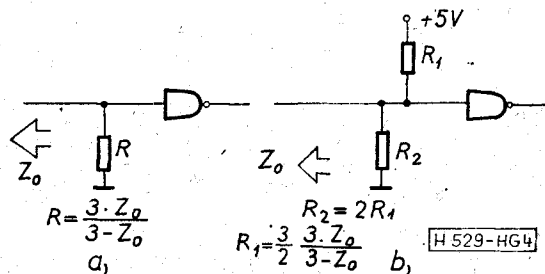 +5V
R₁
R
R₂
Z₀
Z₀
R = 3·Z₀ / 3-Z₀
R₂ = 2R₁
R₁ = 3/2 3·Z₀ / 3-Z₀
a)
b)
H 529-HG4